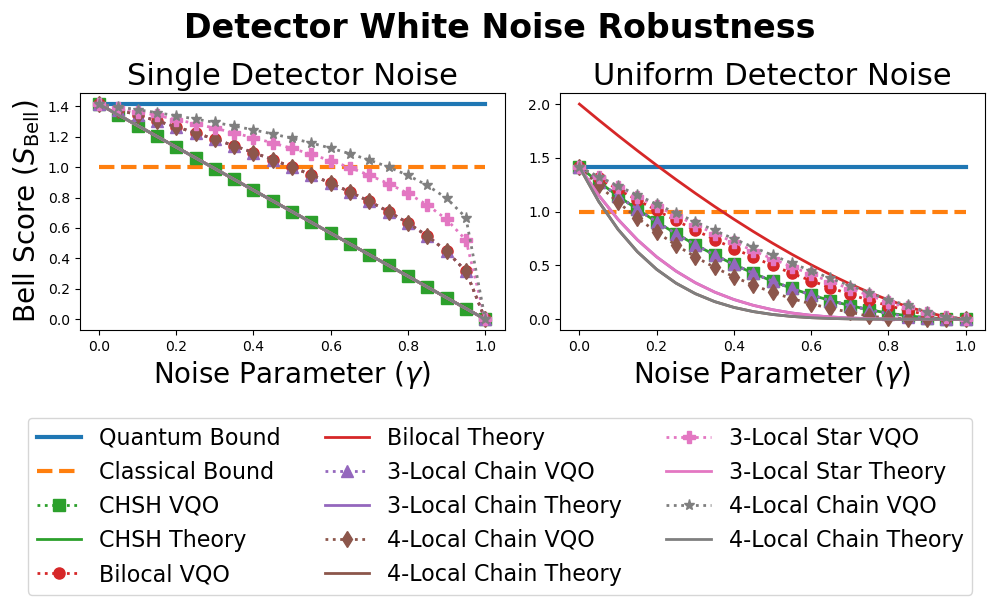 Detector White Noise Robustness
Single Detector Noise
Uniform Detector Noise
Bell Score (S_Bell)
1.4
1.2
1.0
0.8
0.6
0.4
0.2
0.0
0.0 0.2 0.4 0.6 0.8 1.0
Noise Parameter (γ)
2.0
1.5
1.0
0.5
0.0
0.0 0.2 0.4 0.6 0.8 1.0
Noise Parameter (γ)
Quantum Bound
Classical Bound
CHSH VQO
CHSH Theory
Bilocal VQO
Bilocal Theory
3-Local Chain VQO
3-Local Chain Theory
4-Local Chain VQO
4-Local Chain Theory
3-Local Star VQO
3-Local Star Theory
4-Local Chain VQO
4-Local Chain Theory